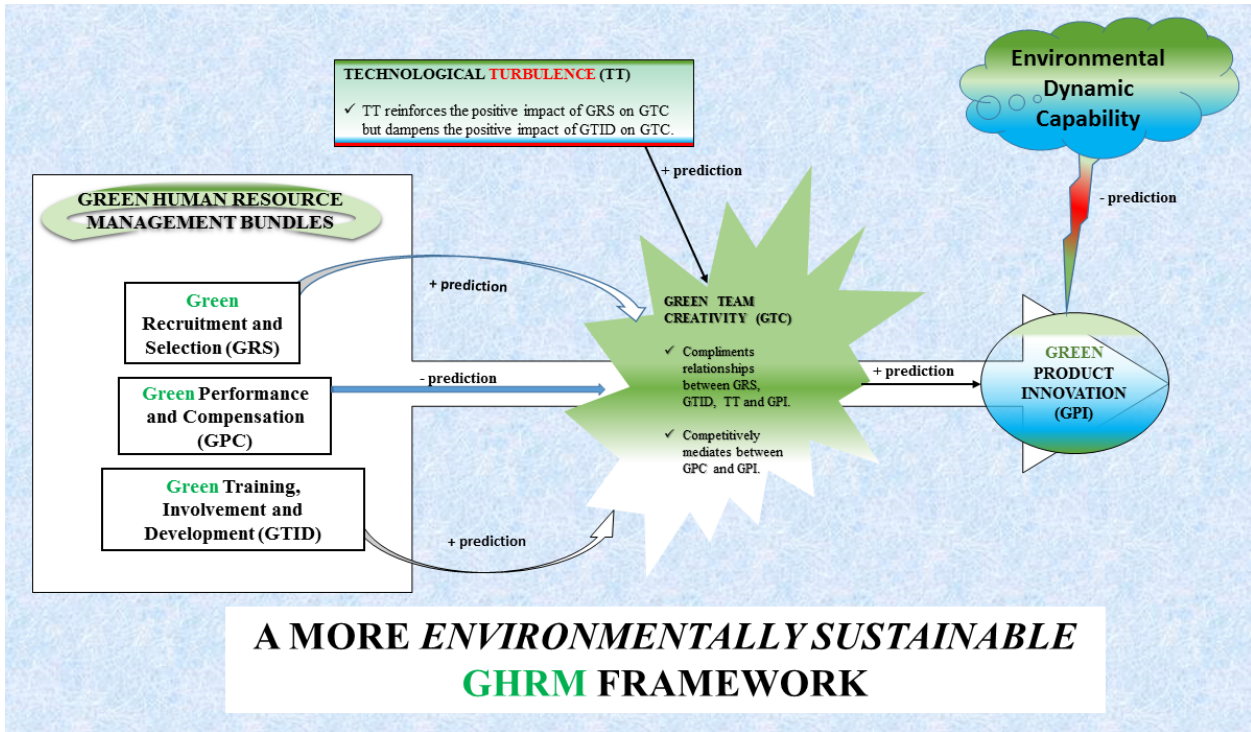 TECHNOLOGICAL TURBULENCE (TT)
✓ TT reinforces the positive impact of GRS on GTC
but dampens the positive impact of GTID on GTC.
Environmental
Dynamic
Capability
+ prediction
- prediction
GREEN HUMAN RESOURCE
MANAGEMENT BUNDLES
Green
Recruitment and
Selection (GRS)
+ prediction
Green Performance
and Compensation
(GPC)
- prediction
Green Training,
Involvement and
Development (GTID)
+ prediction
GREEN TEAM
CREATIVITY (GTC)
✓ Compliments
relationships
between GRS,
GTID, TT and GPI.
✓ Competitively
mediates between
GPC and GPI.
+ prediction
GREEN
PRODUCT
INNOVATION
(GPI)
A MORE ENVIRONMENTALLY SUSTAINABLE
GHRM FRAMEWORK